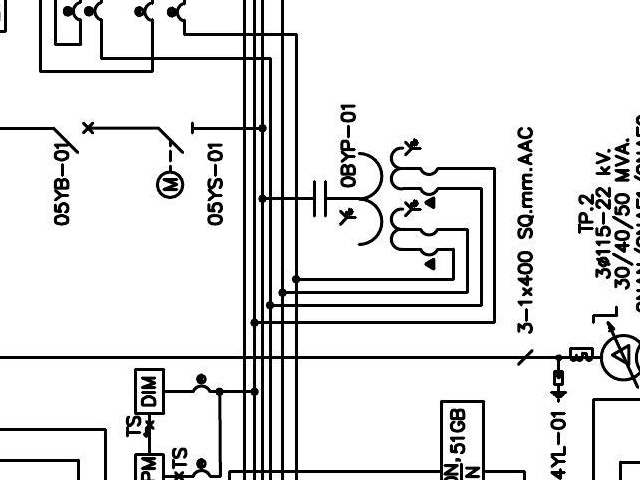 05YB-01
M
05YS-01
0BYP-01
3-1x400 SQ.mm.AAC
TP.2
3ø115-22 kV.
30/40/50 MVA.
DIM
TS
TS
PM
51GB
4YL-01